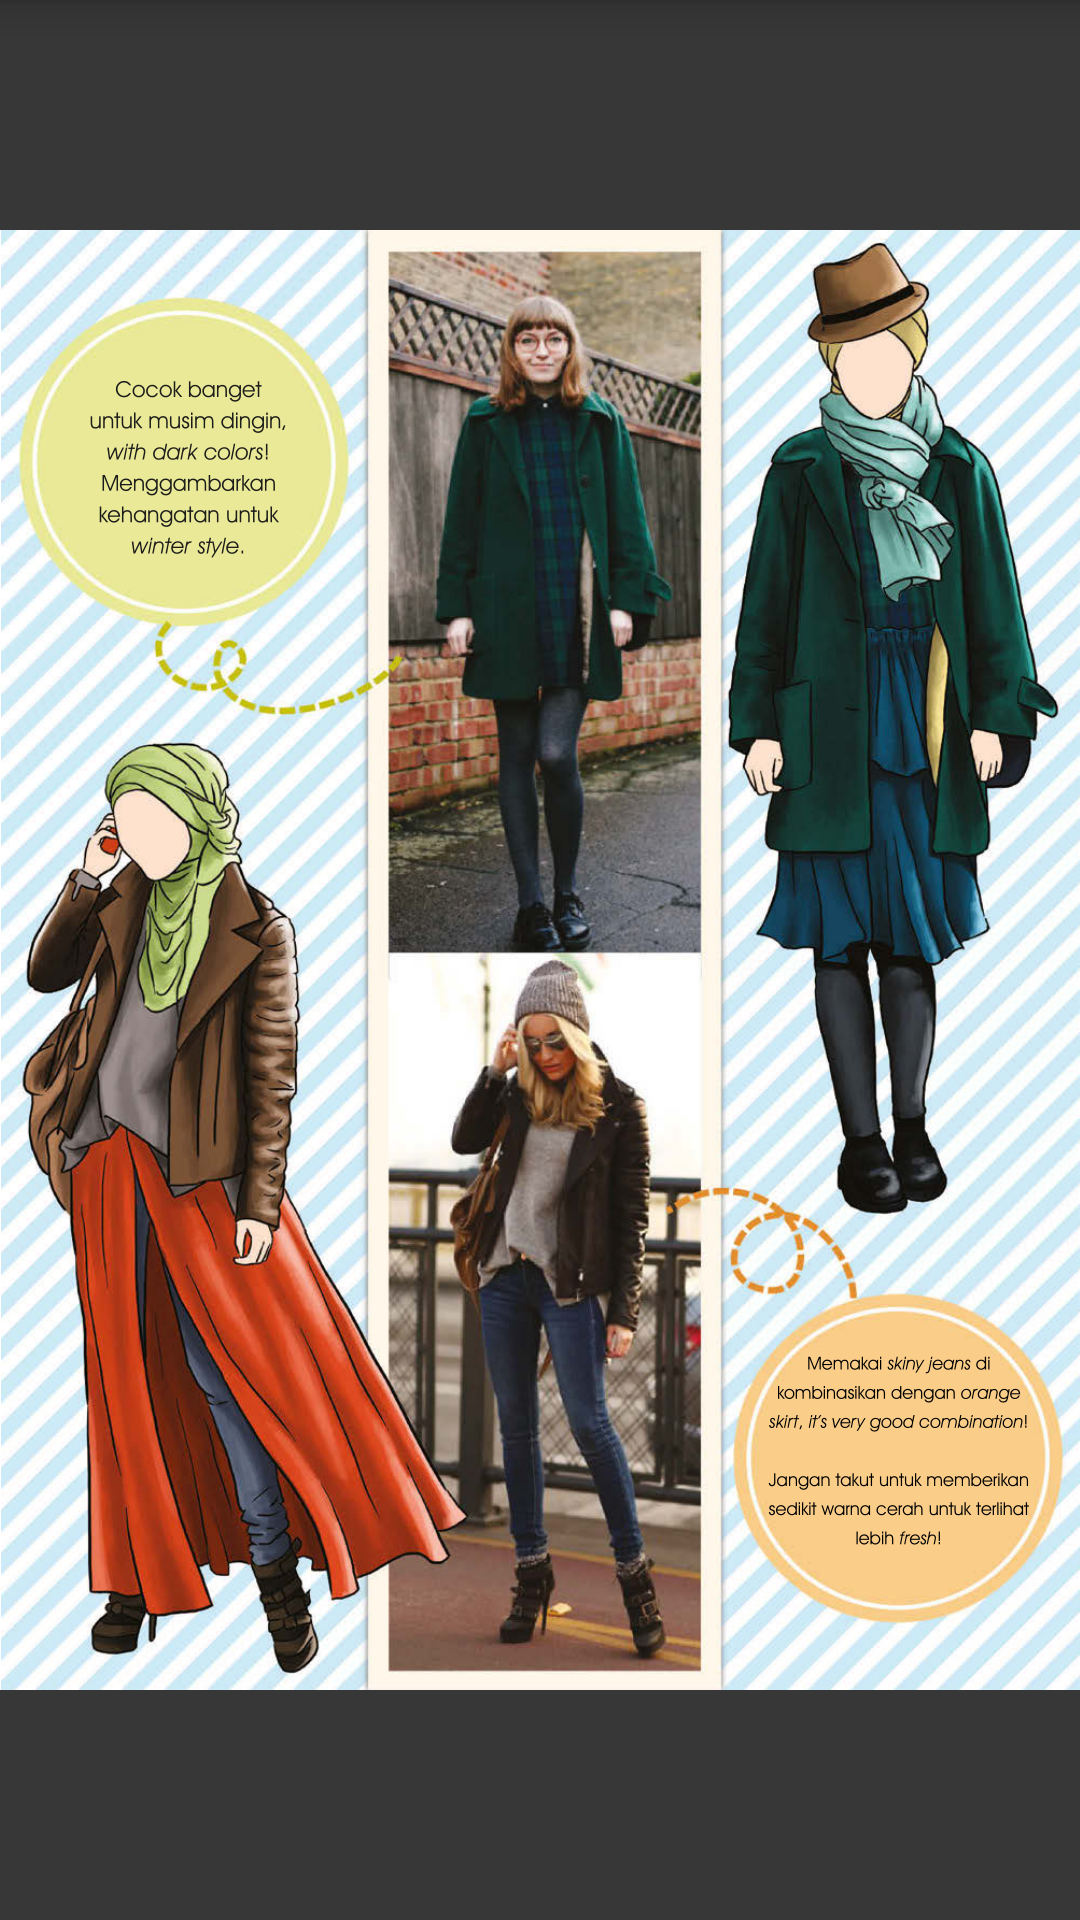 Cocok banget
untuk musim dingin,
with dark colors!
Menggambarkan
kehangatan untuk
winter style.
Memakai skiny jeans di
kombinasikan dengan orange
skirt, it's very good combination!
Jangan takut untuk memberikan
sedikit warna cerah untuk terlihat
lebih fresh!